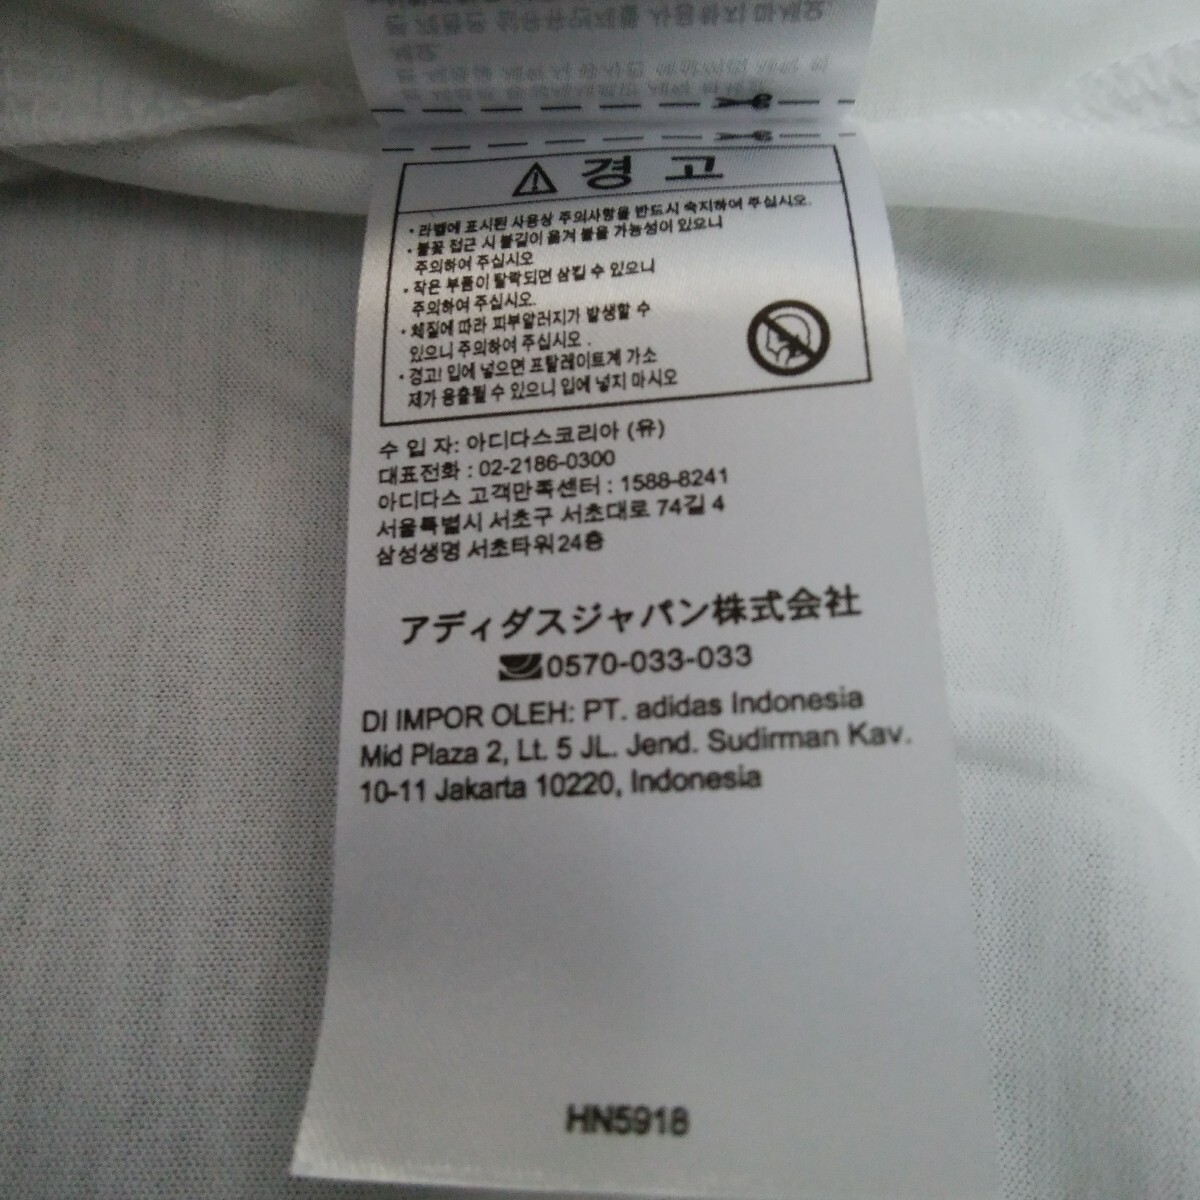 ⚠ 경 고
· 라벨에 표시된 사용상 주의사항을 반드시 숙지하여 주십시오.
· 불꽃 접근 시 불길이 옮겨 붙을 가능성이 있으니
주의하여 주십시오
· 작은 부품이 탈락되면 삼킬 수 있으니
주의하여 주십시오.
· 체질에 따라 피부알러지가 발생할 수
있으니 주의하여 주십시오 .
· 경고! 입에 넣으면 프탈레이트계 가소
제가 용출될 수 있으니 입에 넣지 마시오
수 입 자: 아디다스코리아 (유)
대표전화 : 02-2186-0300
아디다스 고객만족센터 : 1588-8241
서울특별시 서초구 서초대로 74길 4
삼성생명 서초타워24층
アディダスジャパン株式会社
0570-033-033
DI IMPOR OLEH: PT. adidas Indonesia
Mid Plaza 2, Lt. 5 JL. Jend. Sudirman Kav.
10-11 Jakarta 10220, Indonesia
HN5918